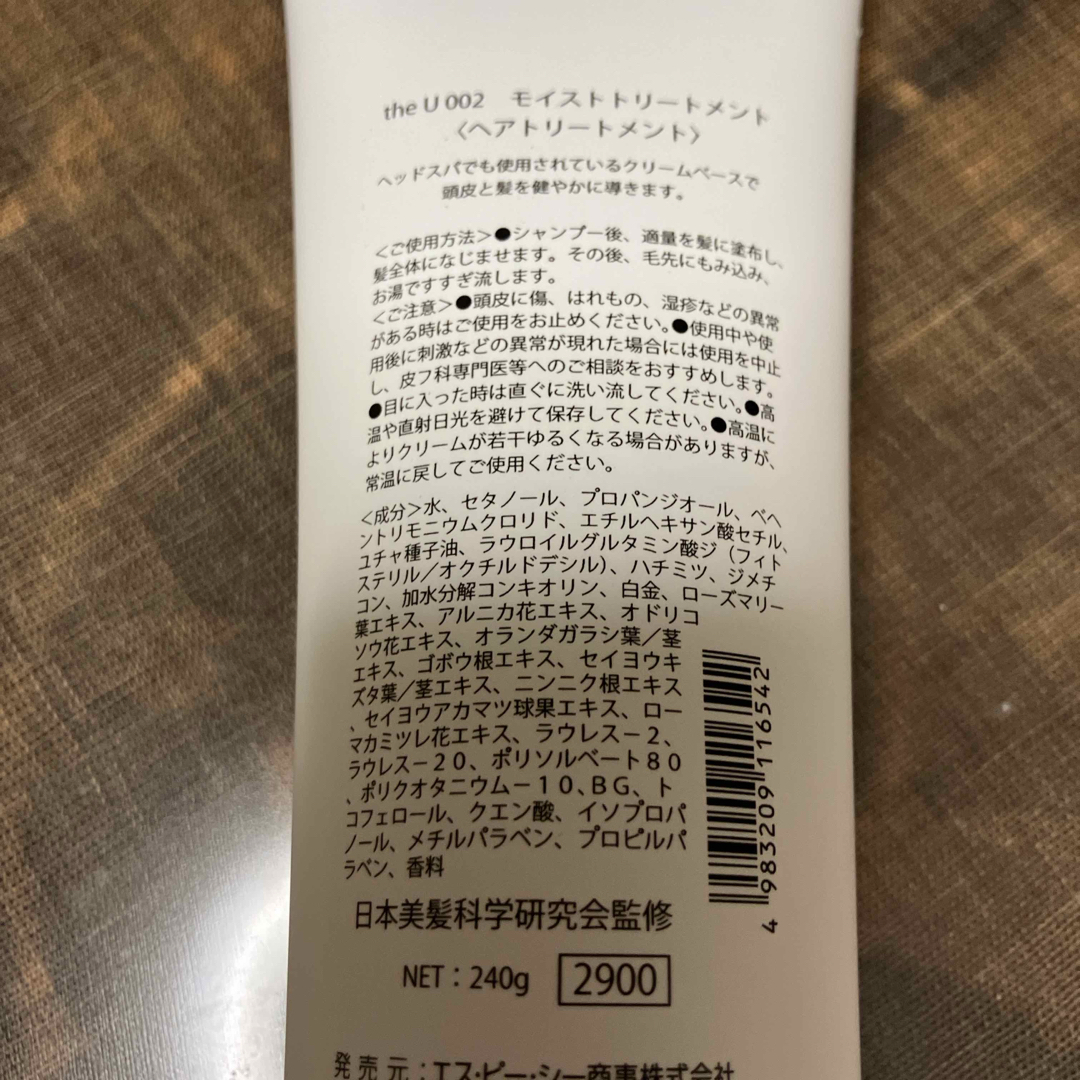 the U 002　モイストトリートメント
〈ヘアトリートメント〉
ヘッドスパでも使用されているクリームベースで
頭皮と髪を健やかに導きます。
＜ご使用方法＞●シャンプー後、適量を髪に塗布し、
髪全体になじませます。その後、毛先にもみ込み、
お湯ですすぎ流します。
＜ご注意＞●頭皮に傷、はれもの、湿疹などの異常
がある時はご使用をお止めください。●使用中や使
用後に刺激などの異常が現れた場合には使用を中止
し、皮フ科専門医等へのご相談をおすすめします。
●目に入った時は直ぐに洗い流してください。●高
温や直射日光を避けて保存してください。●高温に
よりクリームが若干ゆるくなる場合がありますが、
常温に戻してご使用ください。
＜成分＞水、セタノール、プロパンジオール、ベヘ
ントリモニウムクロリド、エチルヘキサン酸セチル、
ユチャ種子油、ラウロイルグルタミン酸ジ（フィト
ステリル／オクチルドデシル）、ハチミツ、ジメチ
コン、加水分解コンキオリン、白金、ローズマリー
葉エキス、アルニカ花エキス、オドリコ
ソウ花エキス、オランダガラシ葉／茎
エキス、ゴボウ根エキス、セイヨウキ
ズタ葉／茎エキス、ニンニク根エキス
、セイヨウアカマツ球果エキス、ロー
マカミツレ花エキス、ラウレス－２、
ラウレス－２０、ポリソルベート８０
、ポリクオタニウム－１０、ＢＧ、ト
コフェロール、クエン酸、イソプロパ
ノール、メチルパラベン、プロピルパ
ラベン、香料
4 983209 116542
日本美髪科学研究会監修
NET：240g
2900
発売元：エス・ピー・シー商事株式会社